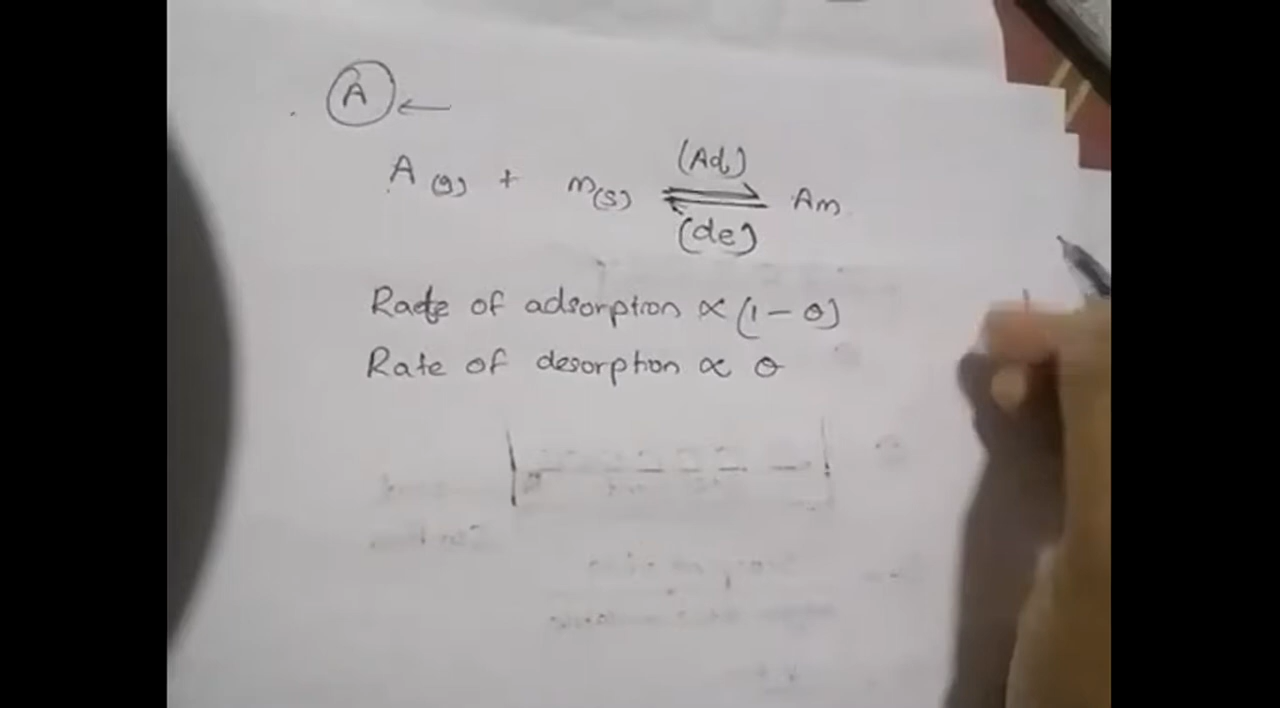 A ←
A (g) + m(s) ⇌ Am
(Ad)
(de)
Rate of adsorption ∝ (1 - θ)
Rate of desorption ∝ θ